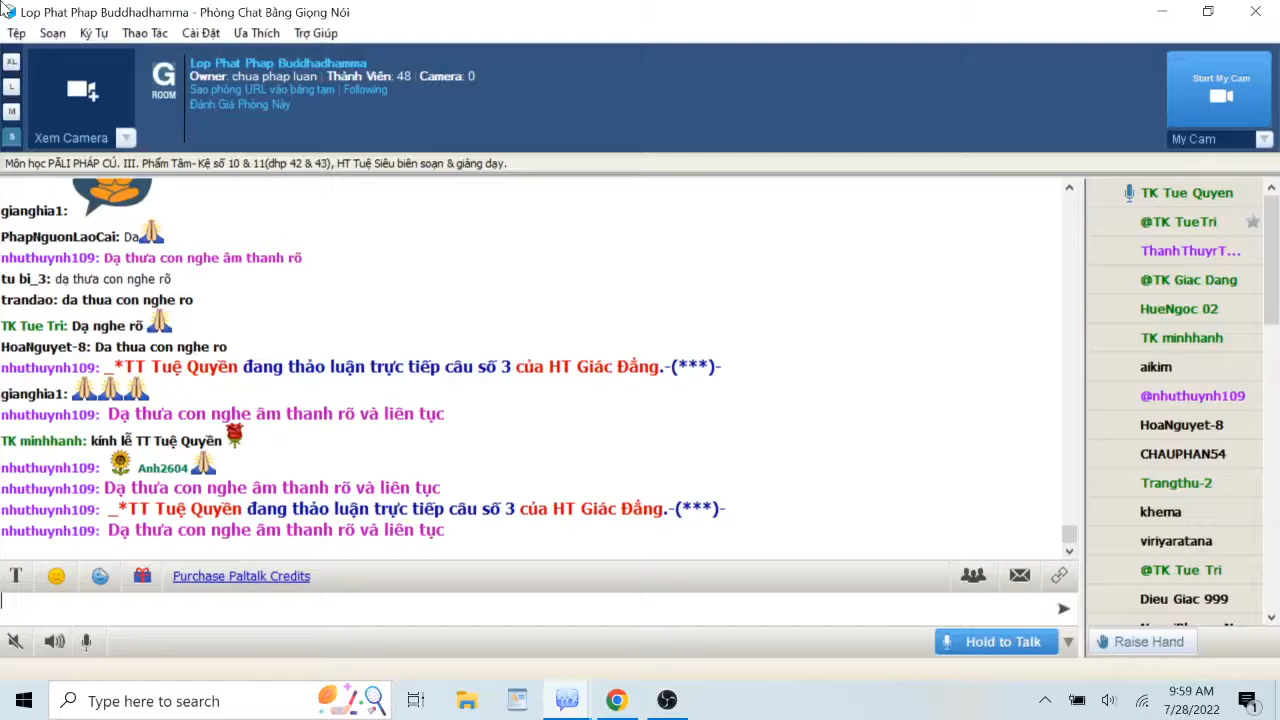 Lop Phat Phap Buddhadhamma - Phòng Chat Bằng Giọng Nói
Tệp Soạn Ký Tự Thao Tác Cài Đặt Ưa Thích Trợ Giúp
XL
L
M
S
Xem Camera
G
ROOM
Lop Phat Phap Buddhadhamma
Owner: chua phap luan | Thành Viên: 48 | Camera: 0
Sao phòng URL vào bảng tạm | Following
Đánh Giá Phòng Này
Start My Cam
My Cam
Môn học PĀLI PHÁP CÚ. III. Phẩm Tâm- Kệ số 10 & 11(dhp 42 & 43), HT Tuệ Siêu biên soạn & giảng dạy.
gianghia1:
PhapNguonLaoCai: Da
nhuthuynh109: Dạ thưa con nghe âm thanh rõ
tu bi_3: dạ thưa con nghe rõ
trandao: da thua con nghe ro
TK Tue Tri: Dạ nghe rõ
HoaNguyet-8: Da thua con nghe ro
nhuthuynh109: _*TT Tuệ Quyền đang thảo luận trực tiếp câu số 3 của HT Giác Đẳng.-(***)-
gianghia1:
nhuthuynh109: Dạ thưa con nghe âm thanh rõ và liên tục
TK minhhanh: kính lễ TT Tuệ Quyền
nhuthuynh109: Anh2604
nhuthuynh109: Dạ thưa con nghe âm thanh rõ và liên tục
nhuthuynh109: _*TT Tuệ Quyền đang thảo luận trực tiếp câu số 3 của HT Giác Đẳng.-(***)-
nhuthuynh109: Dạ thưa con nghe âm thanh rõ và liên tục
TK Tue Quyen
@TK TueTri
ThanhThuyrT...
@TK Giac Dang
HueNgoc 02
TK minhhanh
aikim
@nhuthuynh109
HoaNguyet-8
CHAUPHAN54
Trangthu-2
khema
viriyaratana
@TK Tue Tri
Dieu Giac 999
T
Purchase Paltalk Credits
Hold to Talk
Raise Hand
Type here to search
9:59 AM
7/28/2022
1